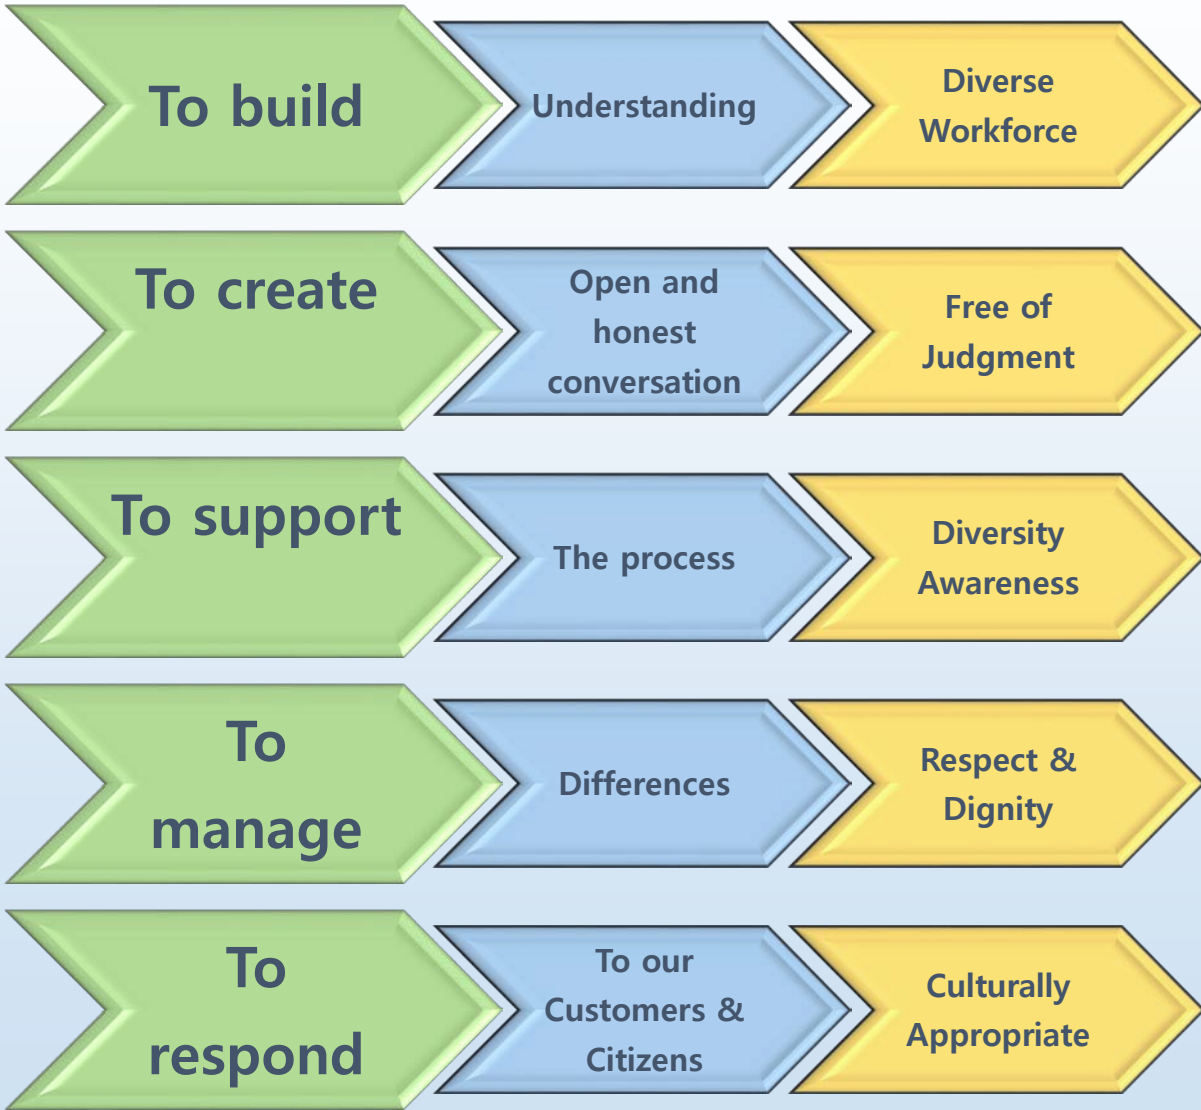 To build
Understanding
Diverse
Workforce
To create
Open and
honest
conversation
Free of
Judgment
To support
The process
Diversity
Awareness
To
manage
Differences
Respect &
Dignity
To
respond
To our
Customers &
Citizens
Culturally
Appropriate